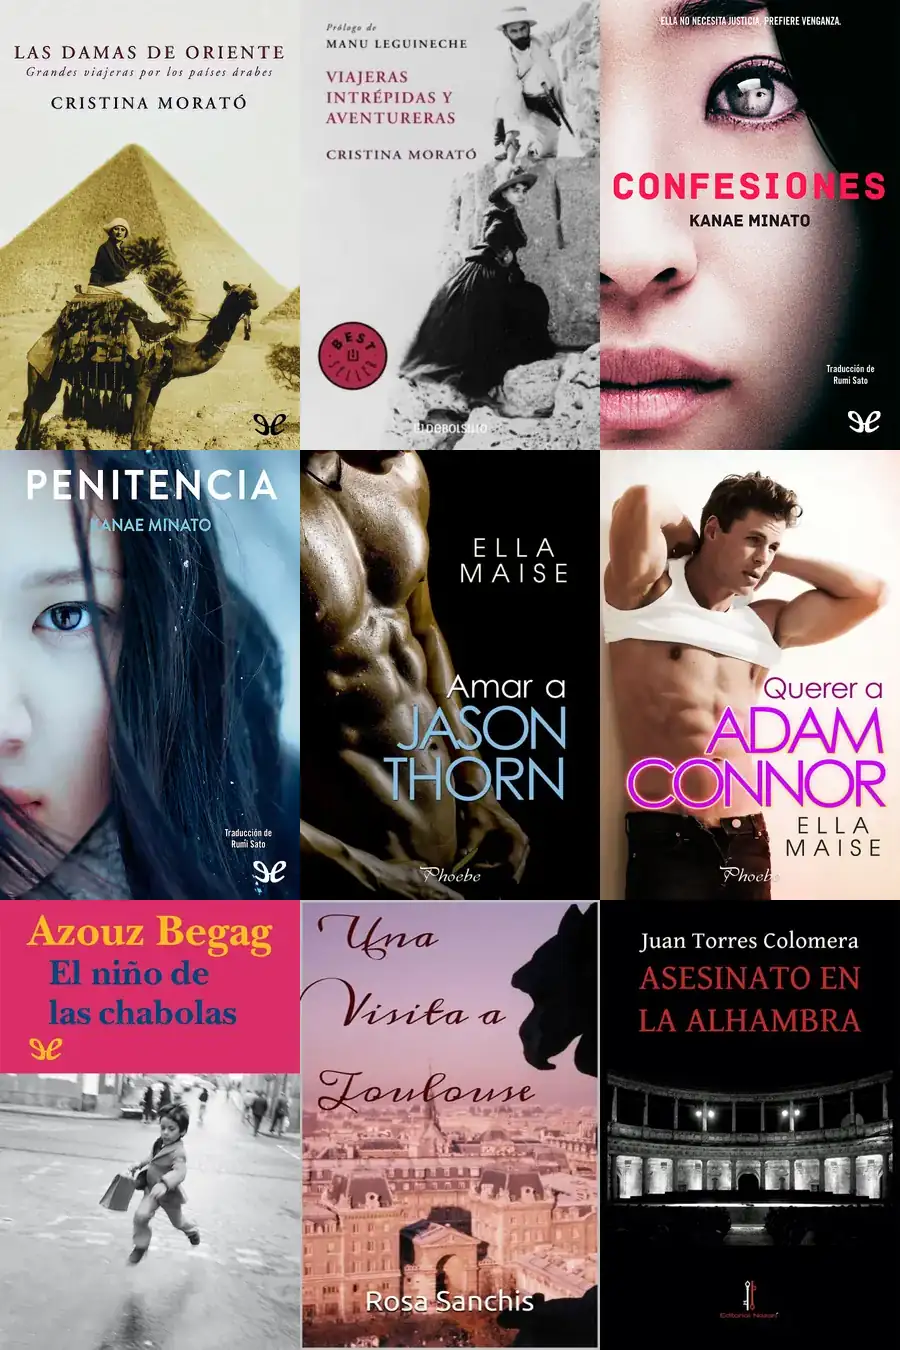 LAS DAMAS DE ORIENTE
Grandes viajeras por los países árabes
CRISTINA MORATÓ
Prólogo de
MANU LEGUINECHE
VIAJERAS
INTRÉPIDAS Y
AVENTURERAS
CRISTINA MORATÓ
BEST
SELLER
DEBOLSILLO
ELLA NO NECESITA JUSTICIA, PREFIERE VENGANZA.
CONFESIONES
KANAE MINATO
Traducción de
Rumi Sato
PENITENCIA
KANAE MINATO
Traducción de
Rumi Sato
ELLA
MAISE
Amar a
JASON
THORN
Phoebe
Querer a
ADAM
CONNOR
ELLA
MAISE
Phoebe
Azouz Begag
El niño de
las chabolas
Una
Visita a
Toulouse
Rosa Sanchis
Juan Torres Colomera
ASESINATO EN
LA ALHAMBRA
Editorial Nazarí